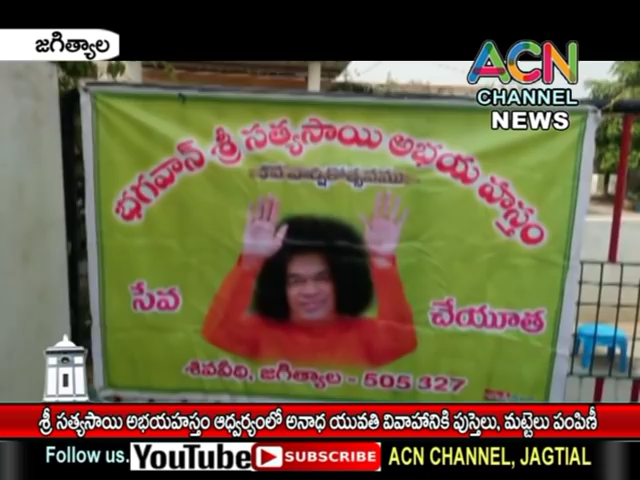 జగిత్యాల
ACN
CHANNEL
NEWS
భగవాన్ శ్రీ సత్యసాయి అభయ హస్తం
సేవ
చేయూత
శివవీధి, జగిత్యాల - 505 327
శ్రీ సత్యసాయి అభయహస్తం ఆధ్వర్యంలో అనాధ యువతి వివాహానికి పుస్తెలు, మట్టెలు పంపిణీ
Follow us. YouTube SUBSCRIBE ACN CHANNEL, JAGTIAL